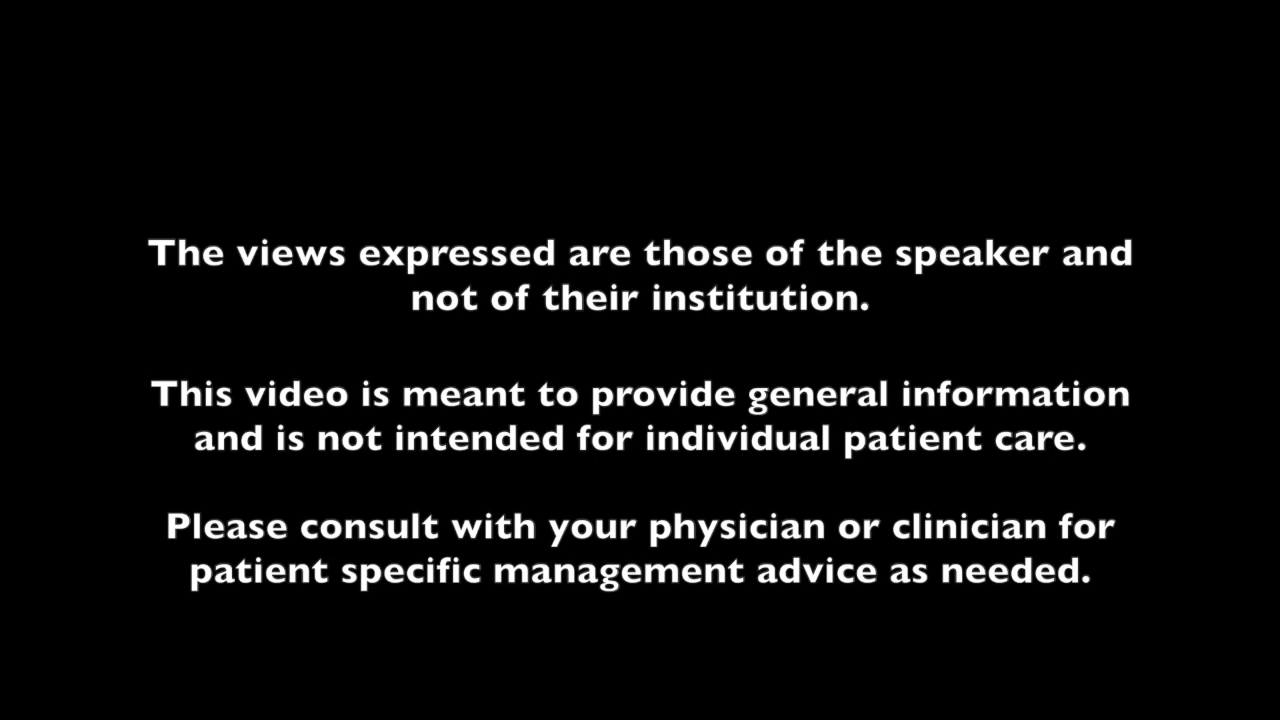 The views expressed are those of the speaker and
not of their institution.
This video is meant to provide general information
and is not intended for individual patient care.
Please consult with your physician or clinician for
patient specific management advice as needed.